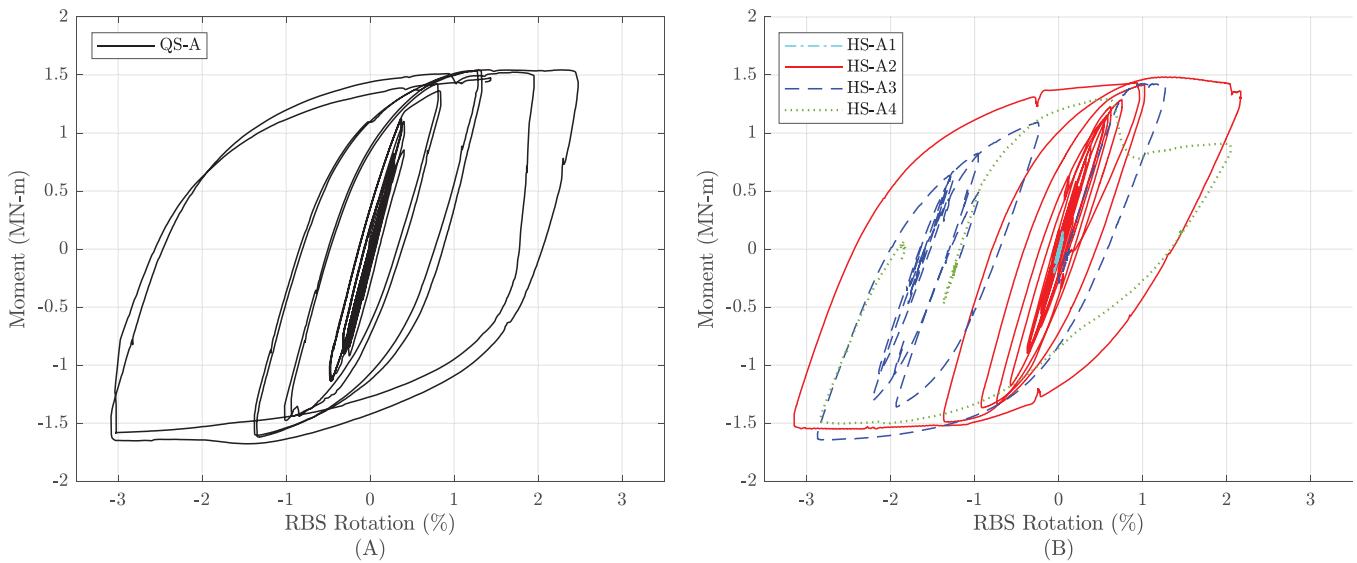 2
1.5
1
0.5
0
-0.5
-1
-1.5
-2
Moment (MN-m)
QS-A
-3 -2 -1 0 1 2 3
RBS Rotation (%)
(A)
2
1.5
1
0.5
0
-0.5
-1
-1.5
-2
Moment (MN-m)
HS-A1
HS-A2
HS-A3
HS-A4
-3 -2 -1 0 1 2 3
RBS Rotation (%)
(B)